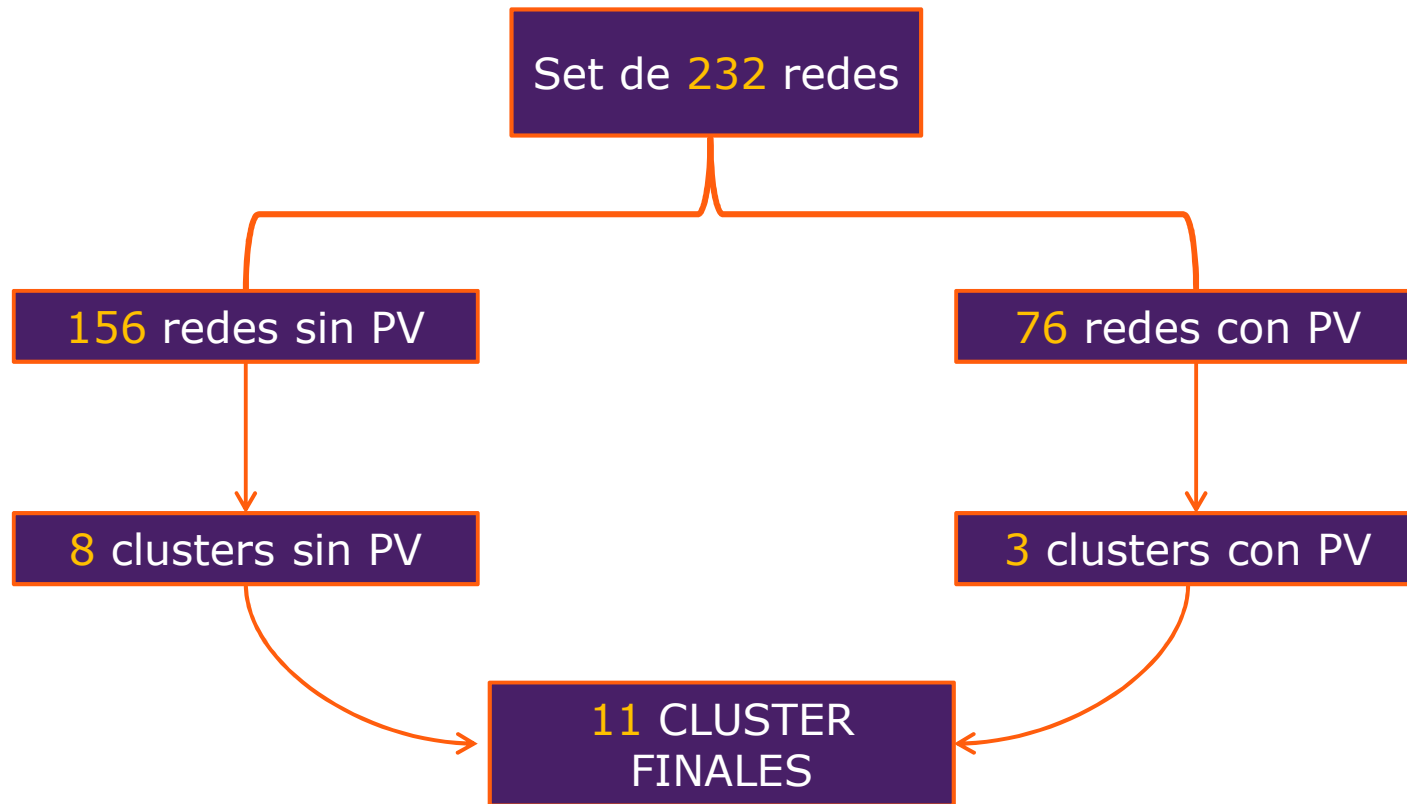 Set de 232 redes
156 redes sin PV
76 redes con PV
8 clusters sin PV
3 clusters con PV
11 CLUSTER
FINALES